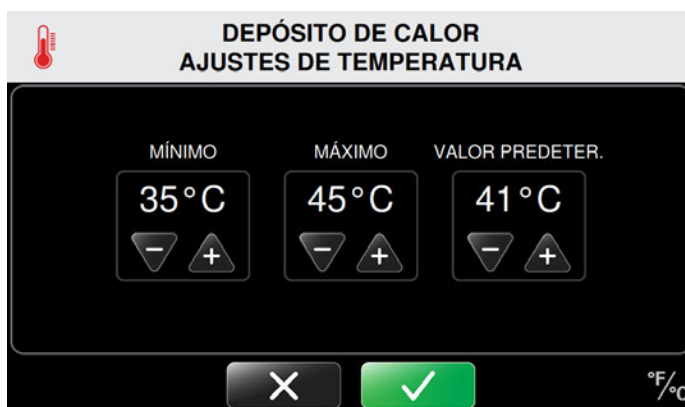 DEPÓSITO DE CALOR
AJUSTES DE TEMPERATURA
MÍNIMO MÁXIMO VALOR PREDETER.
35°C 45°C 41°C
- + - + - +
°F/°C